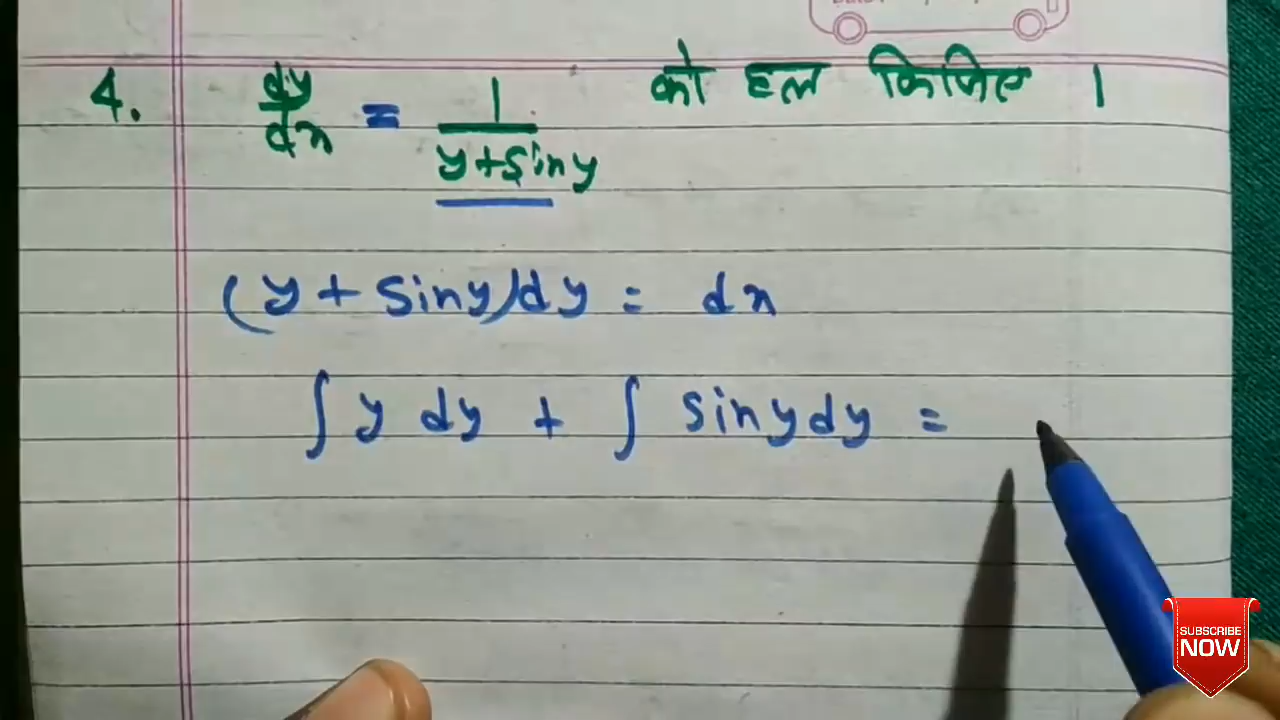 4. dy/dx = 1/(y+siny) को हल किजिए ।
(y + siny)dy = dx
∫ y dy + ∫ siny dy =
SUBSCRIBE
NOW